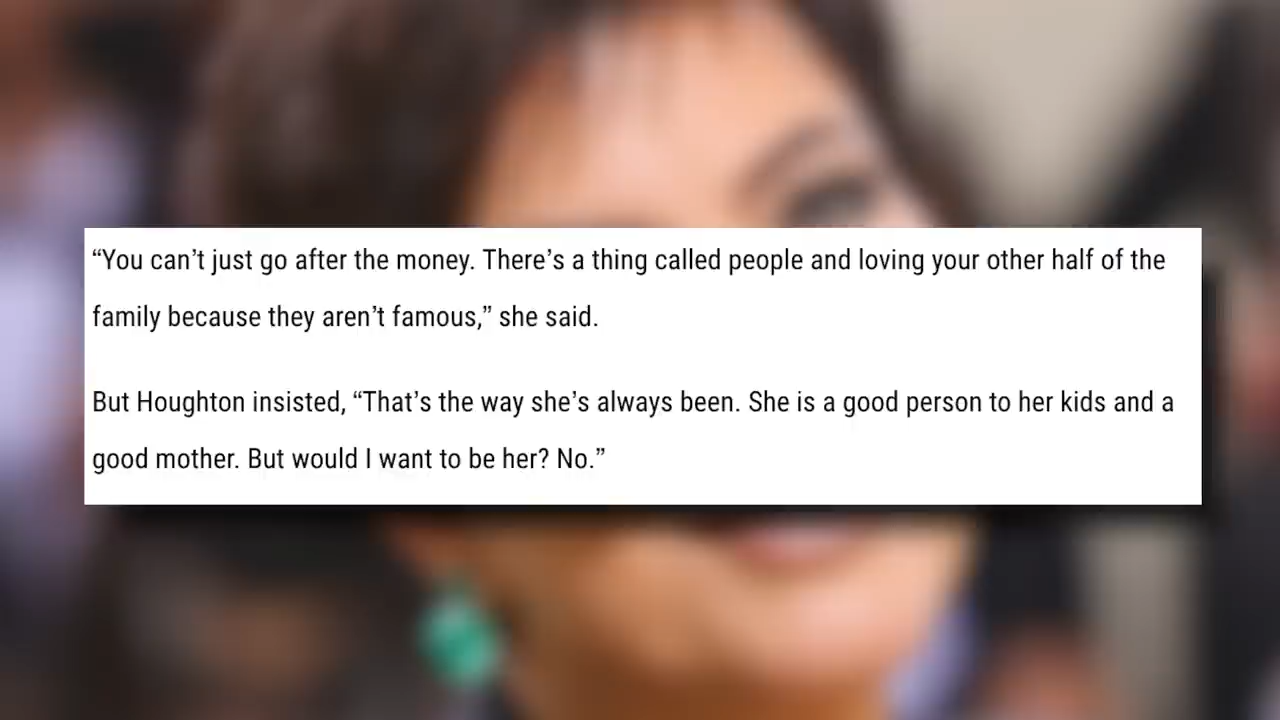 “You can’t just go after the money. There’s a thing called people and loving your other half of the
family because they aren’t famous,” she said.
But Houghton insisted, “That’s the way she’s always been. She is a good person to her kids and a
good mother. But would I want to be her? No.”